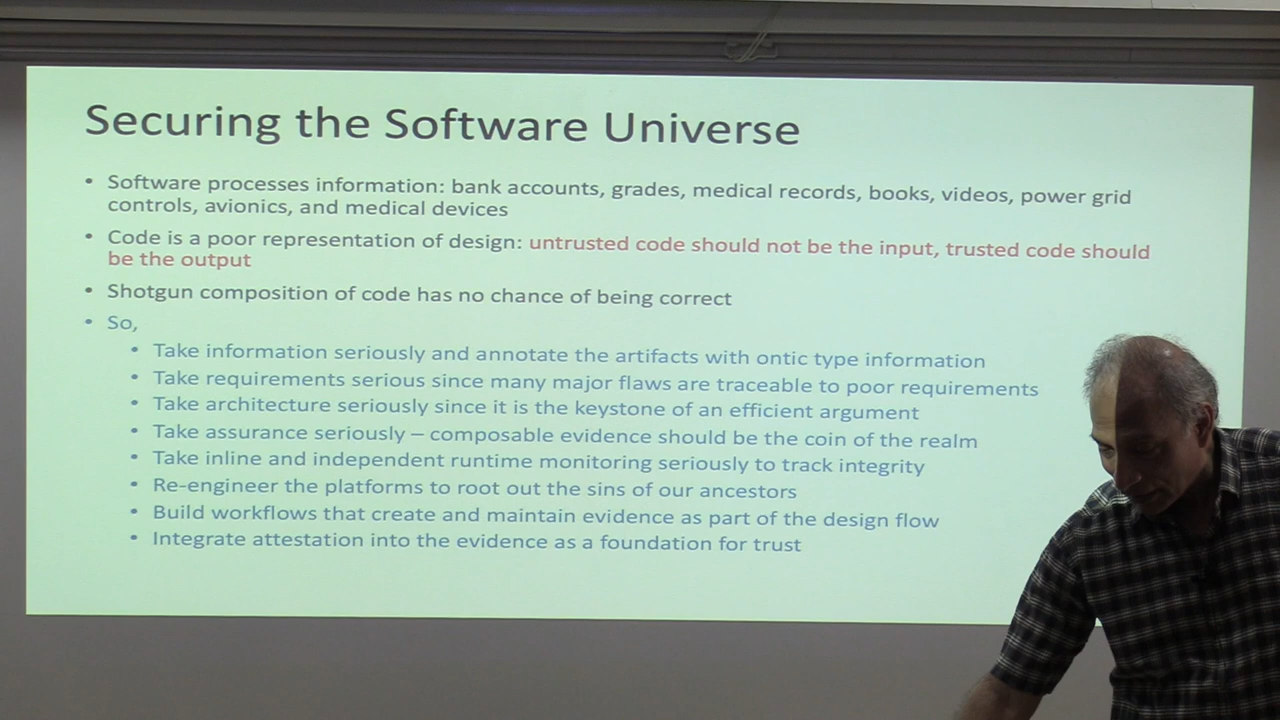 Securing the Software Universe
• Software processes information: bank accounts, grades, medical records, books, videos, power grid
controls, avionics, and medical devices
• Code is a poor representation of design: untrusted code should not be the input, trusted code should
be the output
• Shotgun composition of code has no chance of being correct
• So,
• Take information seriously and annotate the artifacts with ontic type information
• Take requirements serious since many major flaws are traceable to poor requirements
• Take architecture seriously since it is the keystone of an efficient argument
• Take assurance seriously – composable evidence should be the coin of the realm
• Take inline and independent runtime monitoring seriously to track integrity
• Re-engineer the platforms to root out the sins of our ancestors
• Build workflows that create and maintain evidence as part of the design flow
• Integrate attestation into the evidence as a foundation for trust